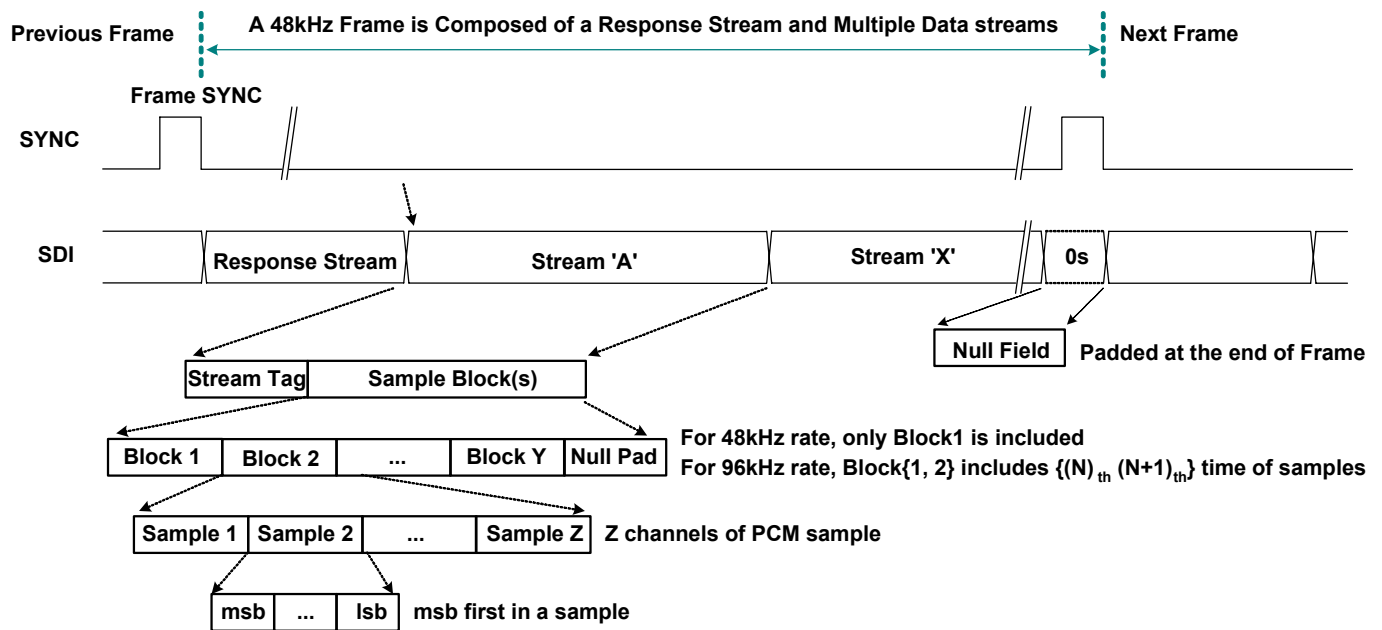 A 48kHz Frame is Composed of a Response Stream and Multiple Data streams
Previous Frame
Next Frame
Frame SYNC
SYNC
SDI
Response Stream
Stream 'A'
Stream 'X'
0s
Null Field
Padded at the end of Frame
Stream Tag
Sample Block(s)
Block 1
Block 2
...
Block Y
Null Pad
For 48kHz rate, only Block1 is included
For 96kHz rate, Block{1, 2} includes {(N)th (N+1)th} time of samples
Sample 1
Sample 2
...
Sample Z
Z channels of PCM sample
msb
...
lsb
msb first in a sample